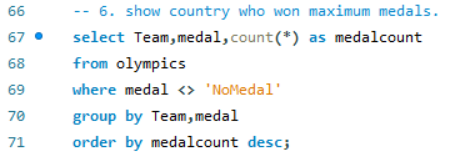 66 -- 6. show country who won maximum medals.
67 select Team,medal,count(*) as medalcount
68 from olympics
69 where medal <> 'NoMedal'
70 group by Team,medal
71 order by medalcount desc;